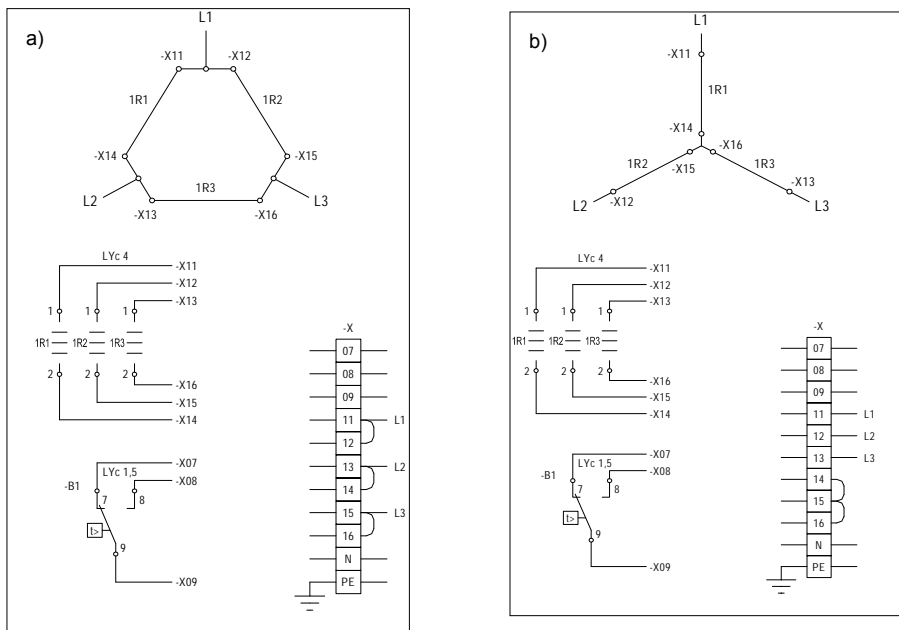 a)
L1
-X11
-X12
1R1
1R2
-X14
-X15
L2
1R3
L3
-X13
-X16
LYc 4
-X11
-X12
-X13
1 1 1
1R1 1R2 1R3
2 2 2
-X16
-X15
-X14
-X07
LYc 1,5
-X08
-B1
7
8
t>
9
-X09
-X
07
08
09
11 L1
12
13 L2
14
15 L3
16
N
PE
b)
L1
-X11
1R1
-X14
-X16
1R2
-X15
1R3
-X13
L2
-X12
L3
LYc 4
-X11
-X12
-X13
1 1 1
1R1 1R2 1R3
2 2 2
-X16
-X15
-X14
-X07
LYc 1,5
-X08
-B1
7
8
t>
9
-X09
-X
07
08
09
11 L1
12 L2
13 L3
14
15
16
N
PE